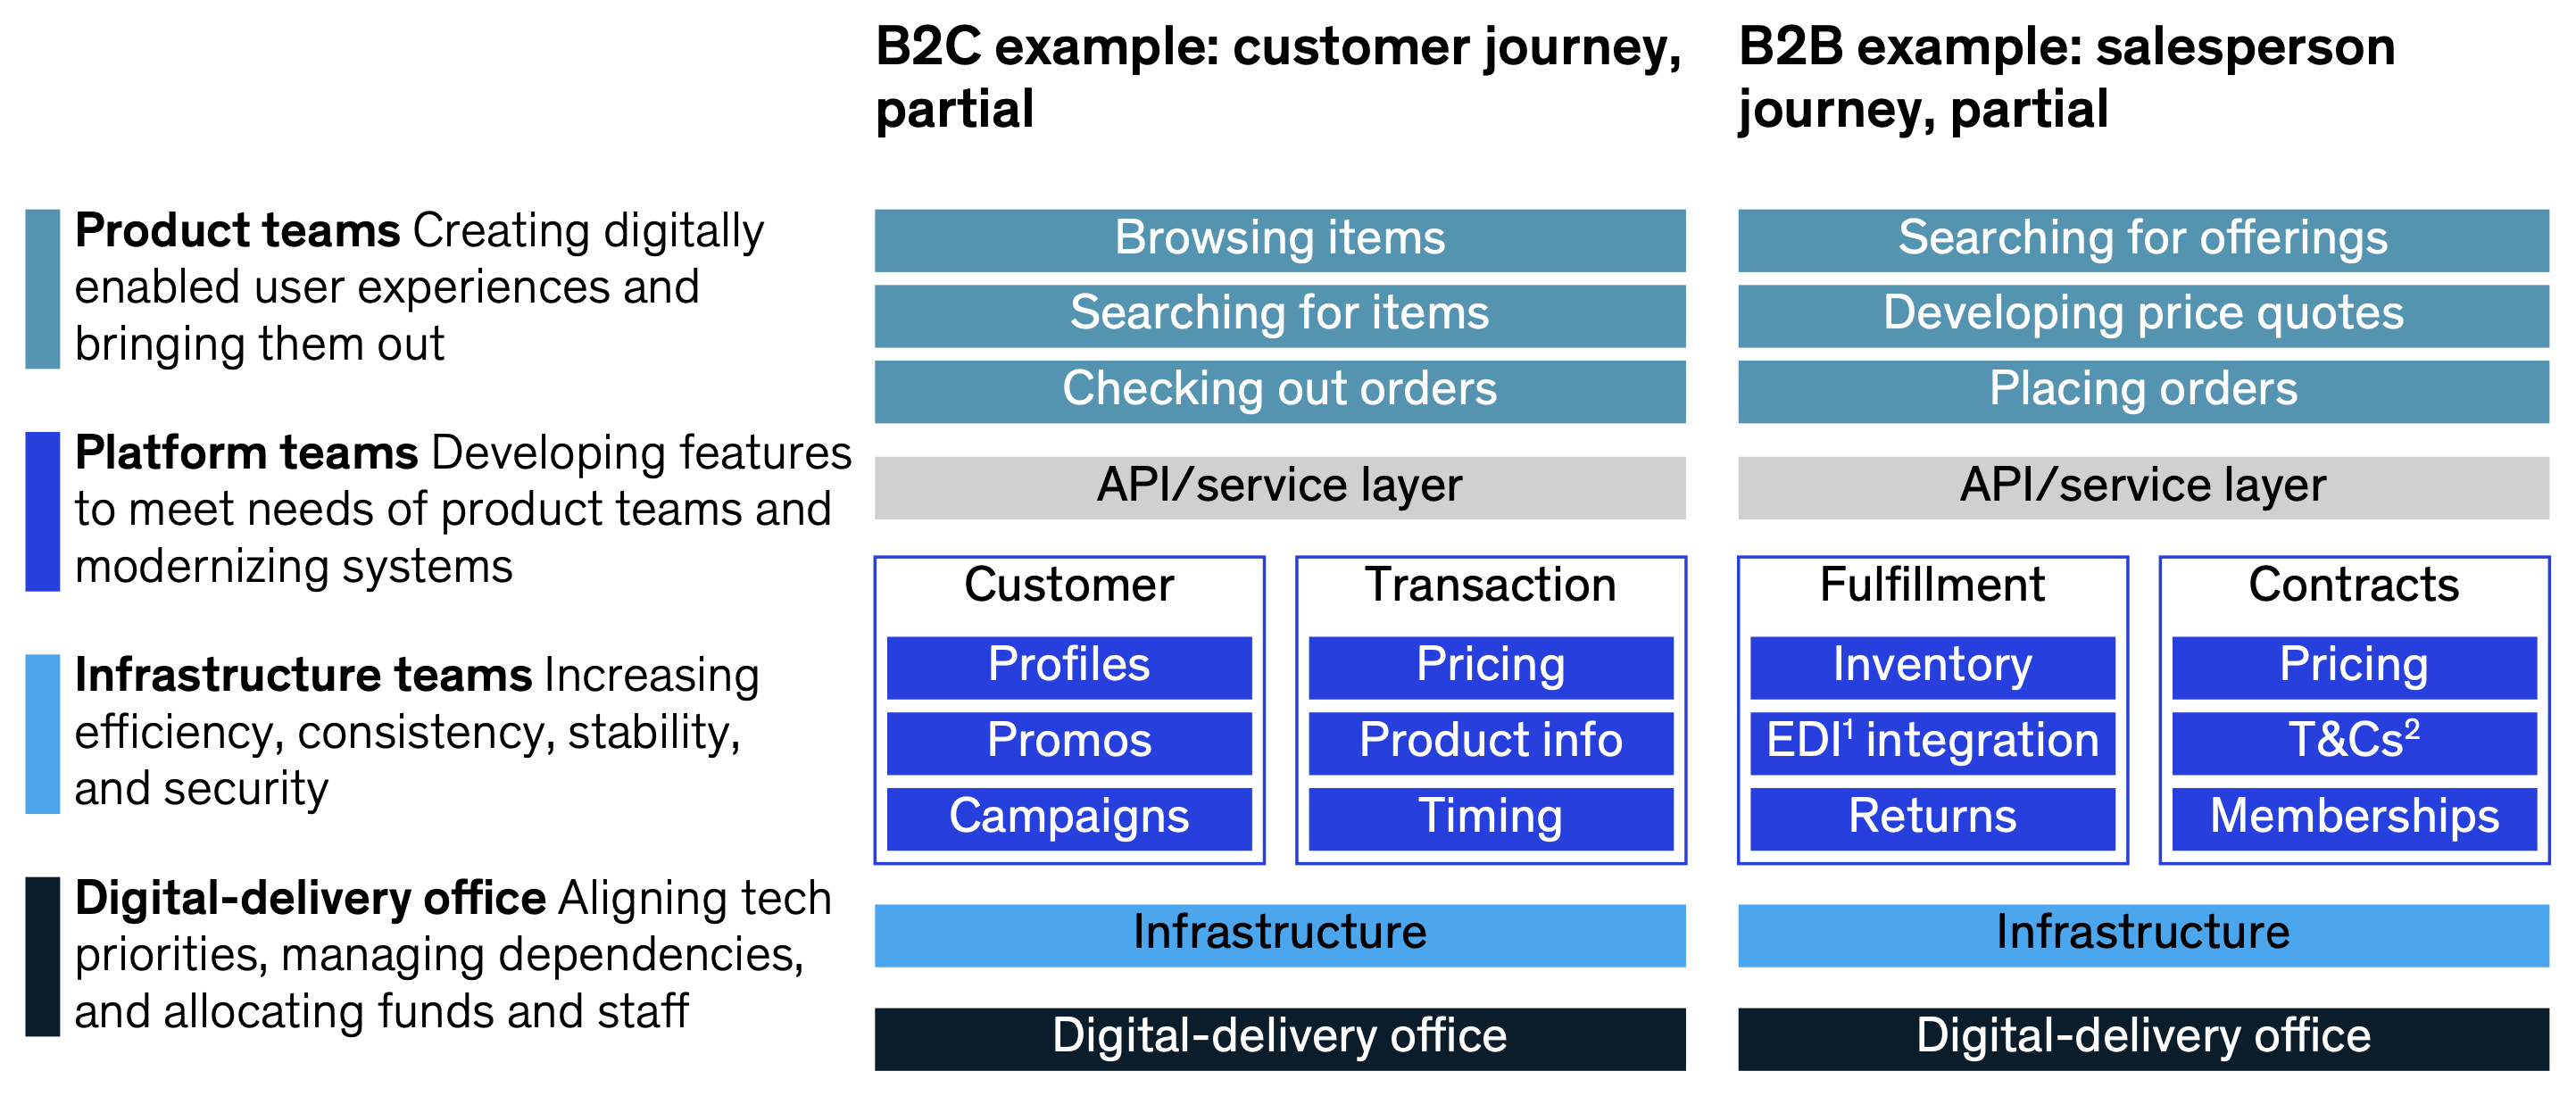 B2C example: customer journey,
partial
B2B example: salesperson
journey, partial
Product teams Creating digitally
enabled user experiences and
bringing them out
Platform teams Developing features
to meet needs of product teams and
modernizing systems
Infrastructure teams Increasing
efficiency, consistency, stability,
and security
Digital-delivery office Aligning tech
priorities, managing dependencies,
and allocating funds and staff
Browsing items
Searching for items
Checking out orders
API/service layer
Customer
Profiles
Promos
Campaigns
Transaction
Pricing
Product info
Timing
Infrastructure
Digital-delivery office
Searching for offerings
Developing price quotes
Placing orders
API/service layer
Fulfillment
Inventory
EDI¹ integration
Returns
Contracts
Pricing
T&Cs²
Memberships
Infrastructure
Digital-delivery office